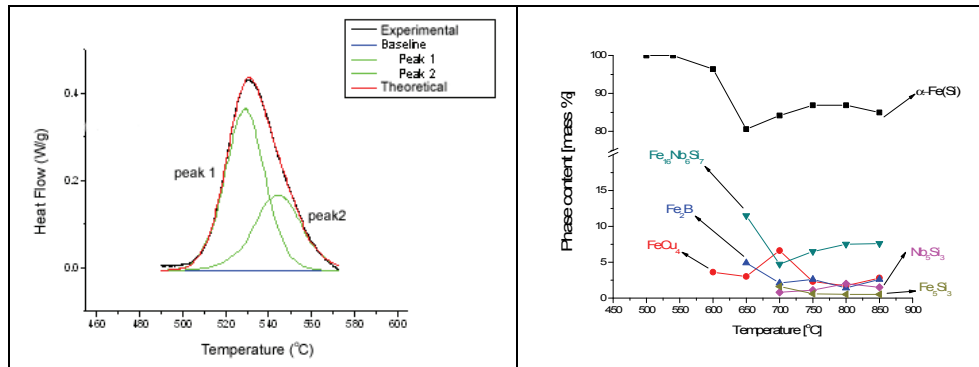 Experimental
Baseline
Peak 1
Peak 2
Theoretical
0.4
0.2
0.0
Heat Flow (W/g)
peak 1
peak2
460 480 500 520 540 560 580 600
Temperature (°C)
100
95
90
85
80
15
10
5
0
Phase content [mass %]
α-Fe(Si)
Fe₁₆Nb₆Si₇
Fe₂B
FeCu₄
Nb₅Si₃
Fe₅Si₃
450 500 550 600 650 700 750 800 850 900
Temperature [°C]